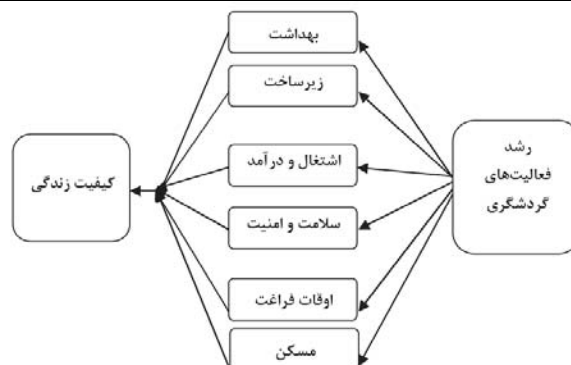 رشد
فعالیت‌های
گردشگری
بهداشت
زیرساخت
اشتغال و درآمد
سلامت و امنیت
اوقات فراغت
مسکن
کیفیت زندگی